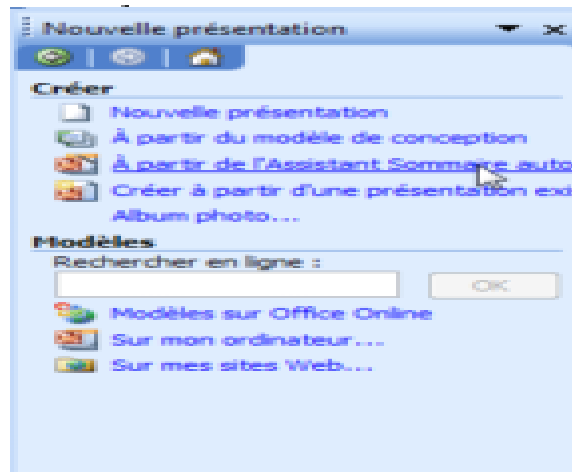 Nouvelle présentation
Créer
Nouvelle présentation
À partir du modèle de conception
À partir de l'Assistant Sommaire auto
Créer à partir d'une présentation exi
Album photo...
Modèles
Rechercher en ligne :
OK
Modèles sur Office Online
Sur mon ordinateur...
Sur mes sites Web...